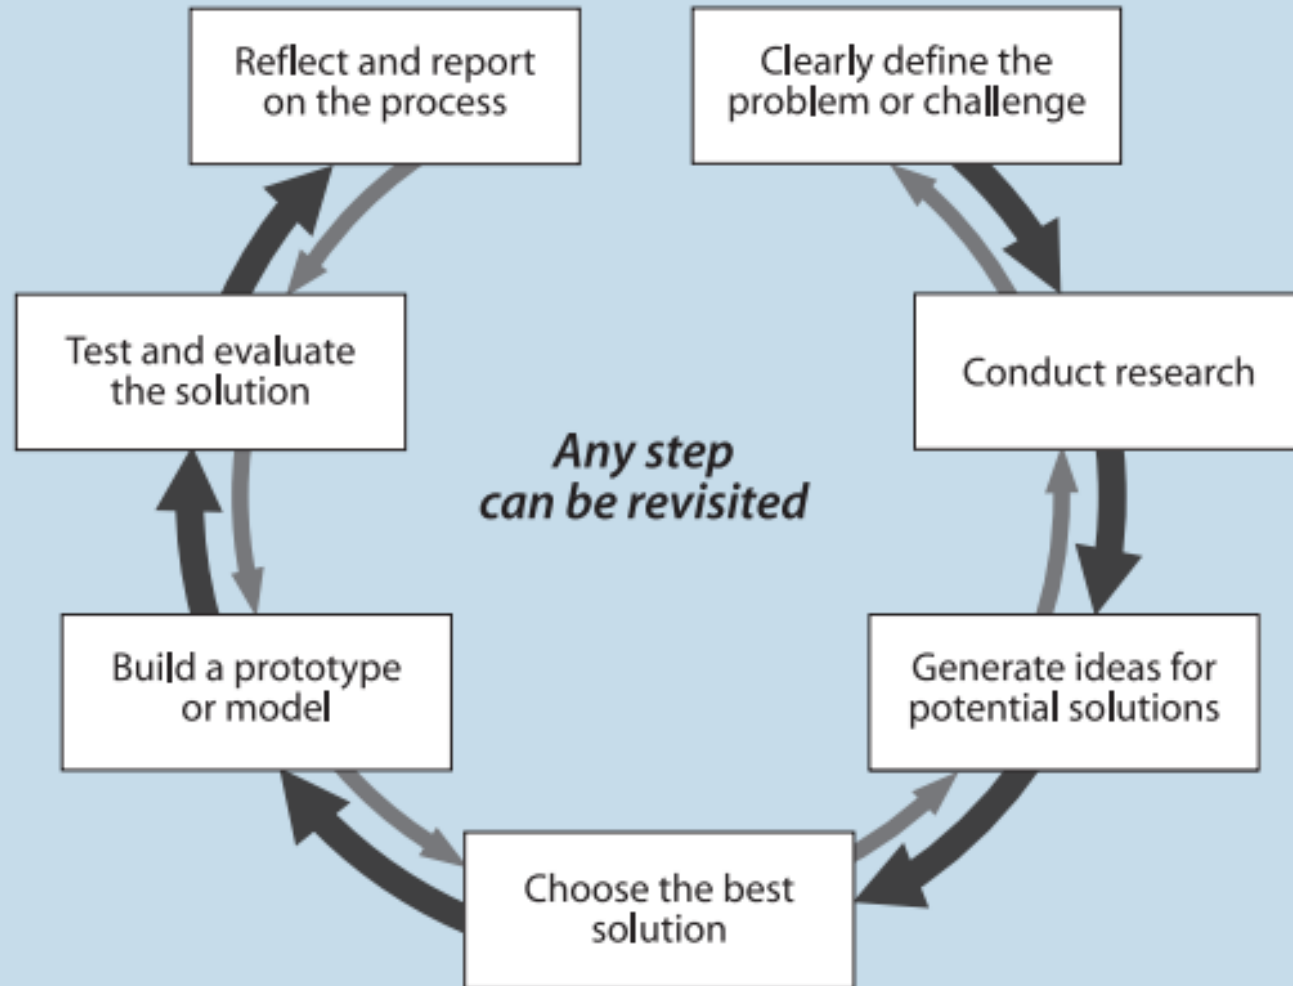 Clearly define the
problem or challenge
Conduct research
Generate ideas for
potential solutions
Choose the best
solution
Build a prototype
or model
Test and evaluate
the solution
Reflect and report
on the process
Any step
can be revisited